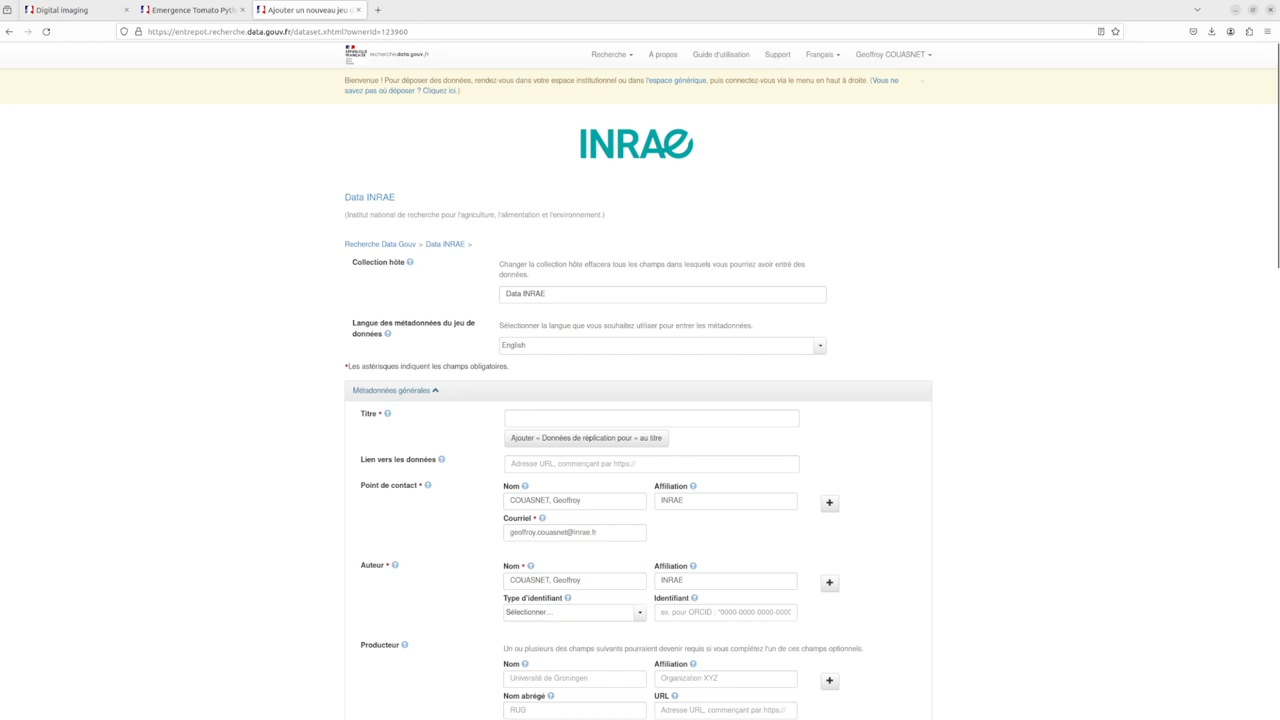 Digital imaging
Emergence Tomato Pyth
Ajouter un nouveau jeu d
https://entrepot.recherche.data.gouv.fr/dataset.xhtml?ownerId=123960
RÉPUBLIQUE
FRANÇAISE
recherche.data.gouv.fr
Recherche
A propos
Guide d'utilisation
Support
Français
Geoffroy COUASNET
Bienvenue ! Pour déposer des données, rendez-vous dans votre espace institutionnel ou dans l'espace générique, puis connectez-vous via le menu en haut à droite. (Vous ne
savez pas où déposer ? Cliquez ici.)
INRAE
Data INRAE
(Institut national de recherche pour l'agriculture, l'alimentation et l'environnement.)
Recherche Data Gouv > Data INRAE >
Collection hôte
Changer la collection hôte effacera tous les champs dans lesquels vous pourriez avoir entré des
données.
Data INRAE
Langue des métadonnées du jeu de
données
Sélectionner la langue que vous souhaitez utiliser pour entrer les métadonnées.
English
*Les astérisques indiquent les champs obligatoires.
Métadonnées générales
Titre *
Ajouter « Données de réplication pour » au titre
Lien vers les données
Adresse URL, commençant par https://
Point de contact *
Nom
Affiliation
COUASNET, Geoffroy
INRAE
Courriel *
geoffroy.couasnet@inrae.fr
Auteur *
Nom *
Affiliation
COUASNET, Geoffroy
INRAE
Type d'identifiant
Identifiant
Sélectionner...
ex. pour ORCID : "0000-0000-0000-000
Producteur
Un ou plusieurs des champs suivants pourraient devenir requis si vous complétez l'un de ces champs optionnels.
Nom
Affiliation
Université de Groningen
Organization XYZ
Nom abrégé
URL
RUG
Adresse URL, commençant par https://